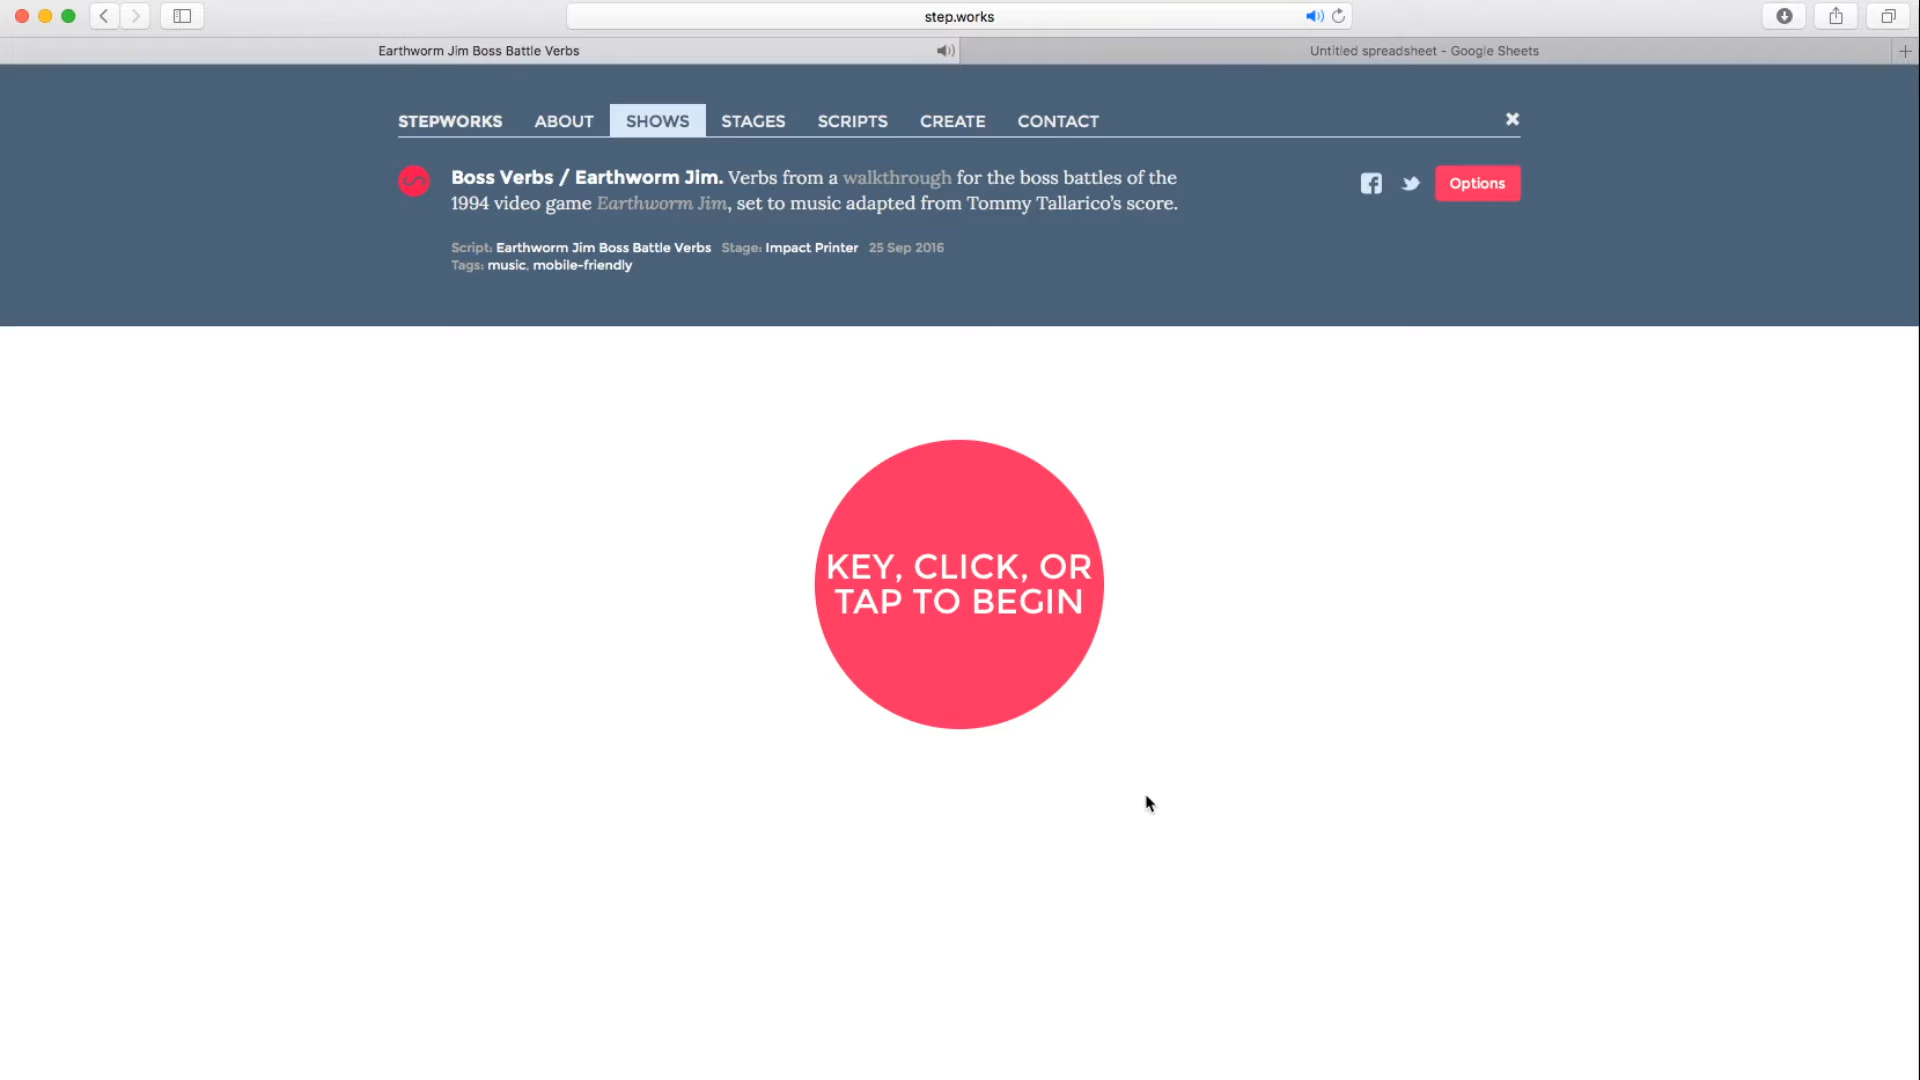 step.works
Earthworm Jim Boss Battle Verbs
Untitled spreadsheet - Google Sheets
STEPWORKS ABOUT SHOWS STAGES SCRIPTS CREATE CONTACT
Boss Verbs / Earthworm Jim. Verbs from a walkthrough for the boss battles of the
1994 video game Earthworm Jim, set to music adapted from Tommy Tallarico’s score.
Options
Script: Earthworm Jim Boss Battle Verbs Stage: Impact Printer 25 Sep 2016
Tags: music, mobile-friendly
KEY, CLICK, OR
TAP TO BEGIN